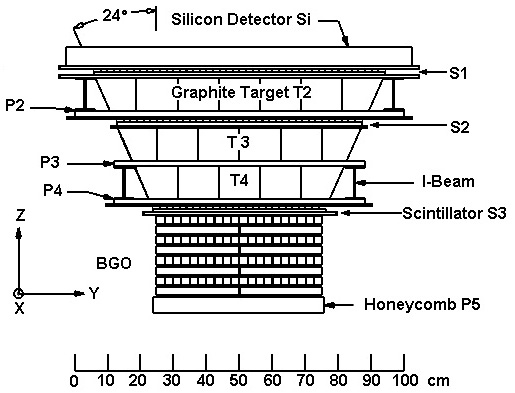 24°
Silicon Detector Si
S1
Graphite Target T2
P2
S2
T3
P3
T4
I-Beam
P4
Scintillator S3
Z
BGO
Y
X
Honeycomb P5
0 10 20 30 40 50 60 70 80 90 100 cm